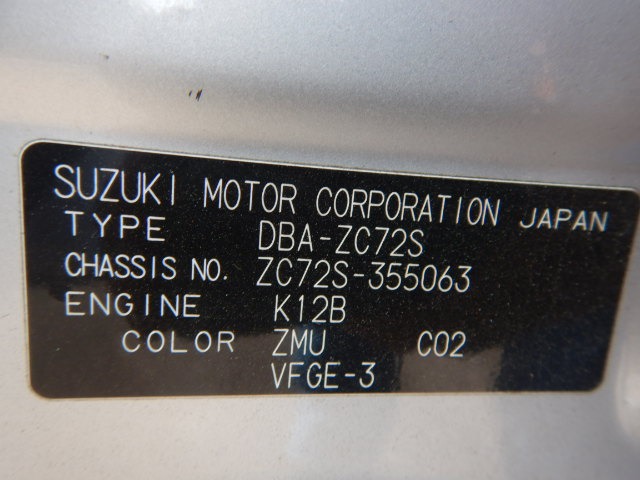 SUZUKI MOTOR CORPORATION JAPAN
TYPE DBA-ZC72S
CHASSIS NO. ZC72S-355063
ENGINE K12B
COLOR ZMU C02
VFGE-3